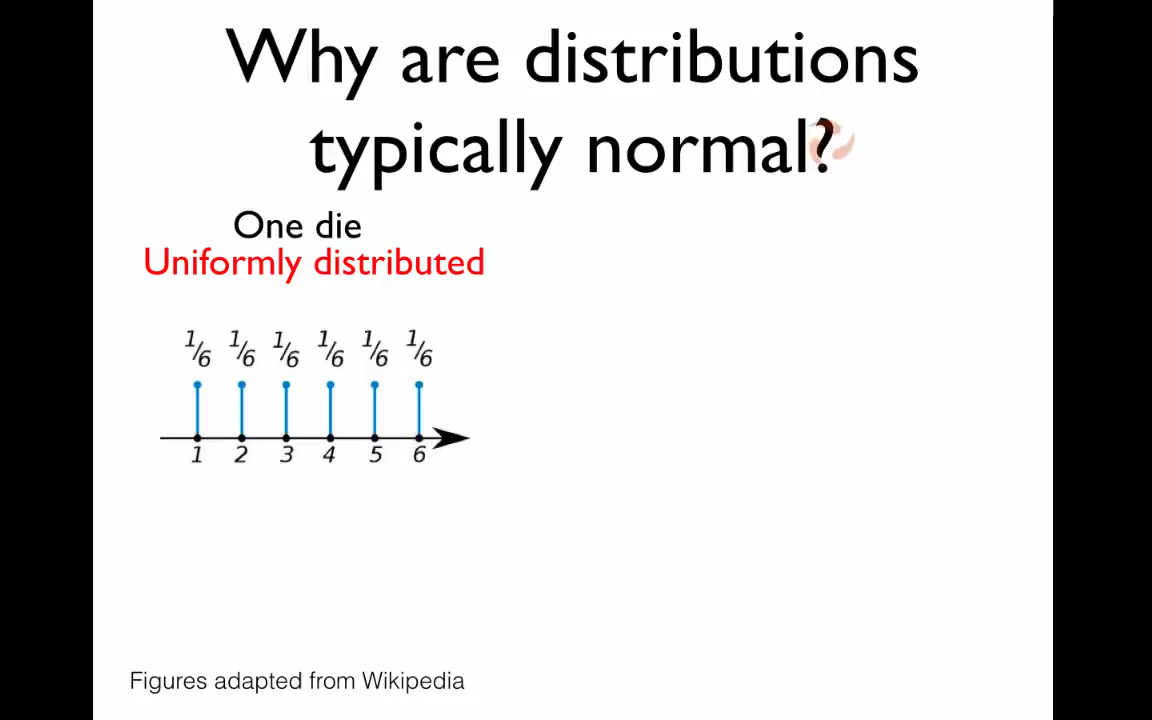 Why are distributions
typically normal?
One die
Uniformly distributed
1/6 1/6 1/6 1/6 1/6 1/6
1 2 3 4 5 6
Figures adapted from Wikipedia